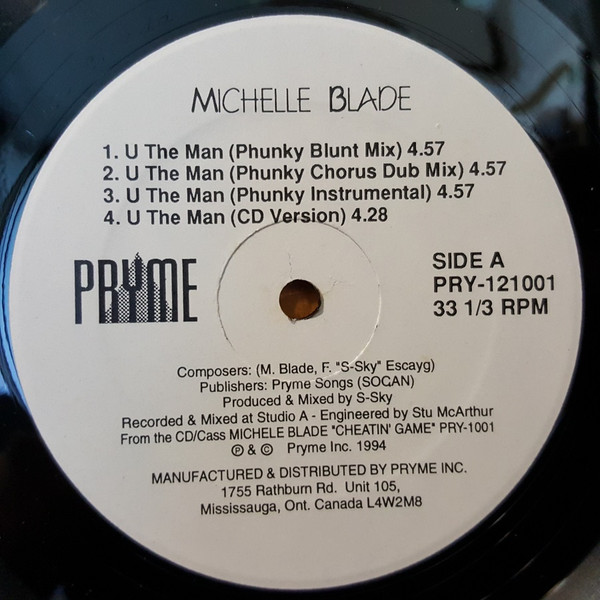 MICHELLE BLADE
1. U The Man (Phunky Blunt Mix) 4.57
2. U The Man (Phunky Chorus Dub Mix) 4.57
3. U The Man (Phunky Instrumental) 4.57
4. U The Man (CD Version) 4.28
PRYME
SIDE A
PRY-121001
33 1/3 RPM
Composers: (M. Blade, F. "S-Sky" Escayg)
Publishers: Pryme Songs (SOCAN)
Produced & Mixed by S-Sky
Recorded & Mixed at Studio A - Engineered by Stu McArthur
From the CD/Cass MICHELE BLADE "CHEATIN' GAME" PRY-1001
℗ & © Pryme Inc. 1994
MANUFACTURED & DISTRIBUTED BY PRYME INC.
1755 Rathburn Rd. Unit 105,
Mississauga, Ont. Canada L4W2M8